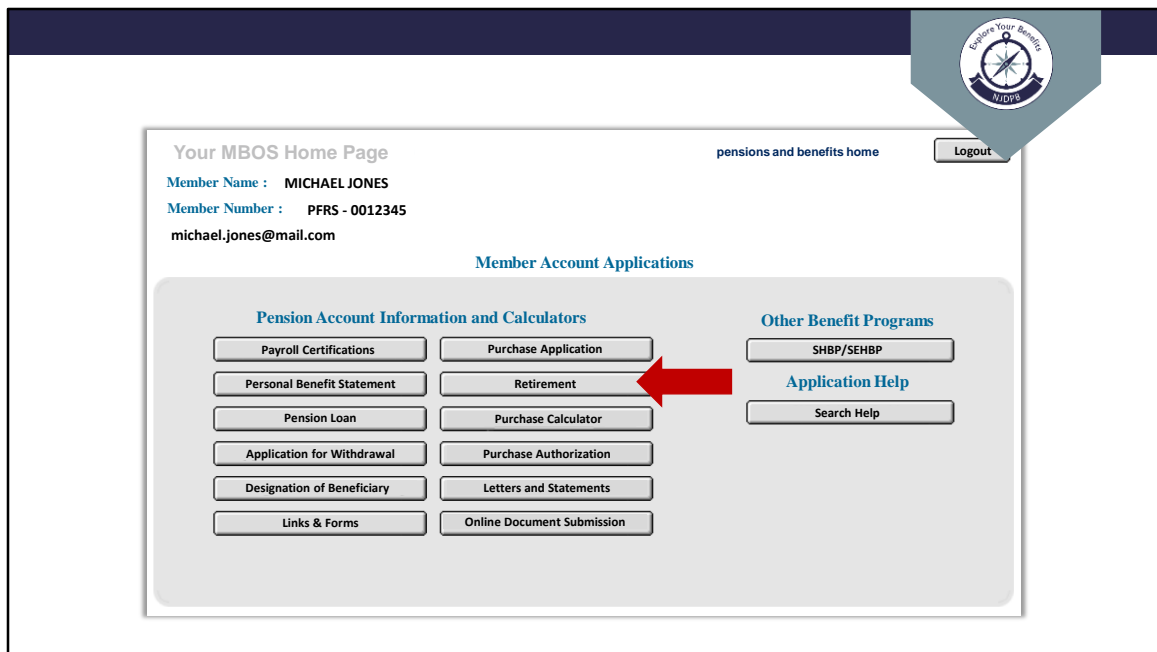 Explore Your Benefits
NJDPB
Your MBOS Home Page
pensions and benefits home
Logout
Member Name : MICHAEL JONES
Member Number : PFRS - 0012345
michael.jones@mail.com
Member Account Applications
Pension Account Information and Calculators
Payroll Certifications
Purchase Application
Personal Benefit Statement
Retirement
Pension Loan
Purchase Calculator
Application for Withdrawal
Purchase Authorization
Designation of Beneficiary
Letters and Statements
Links & Forms
Online Document Submission
Other Benefit Programs
SHBP/SEHBP
Application Help
Search Help